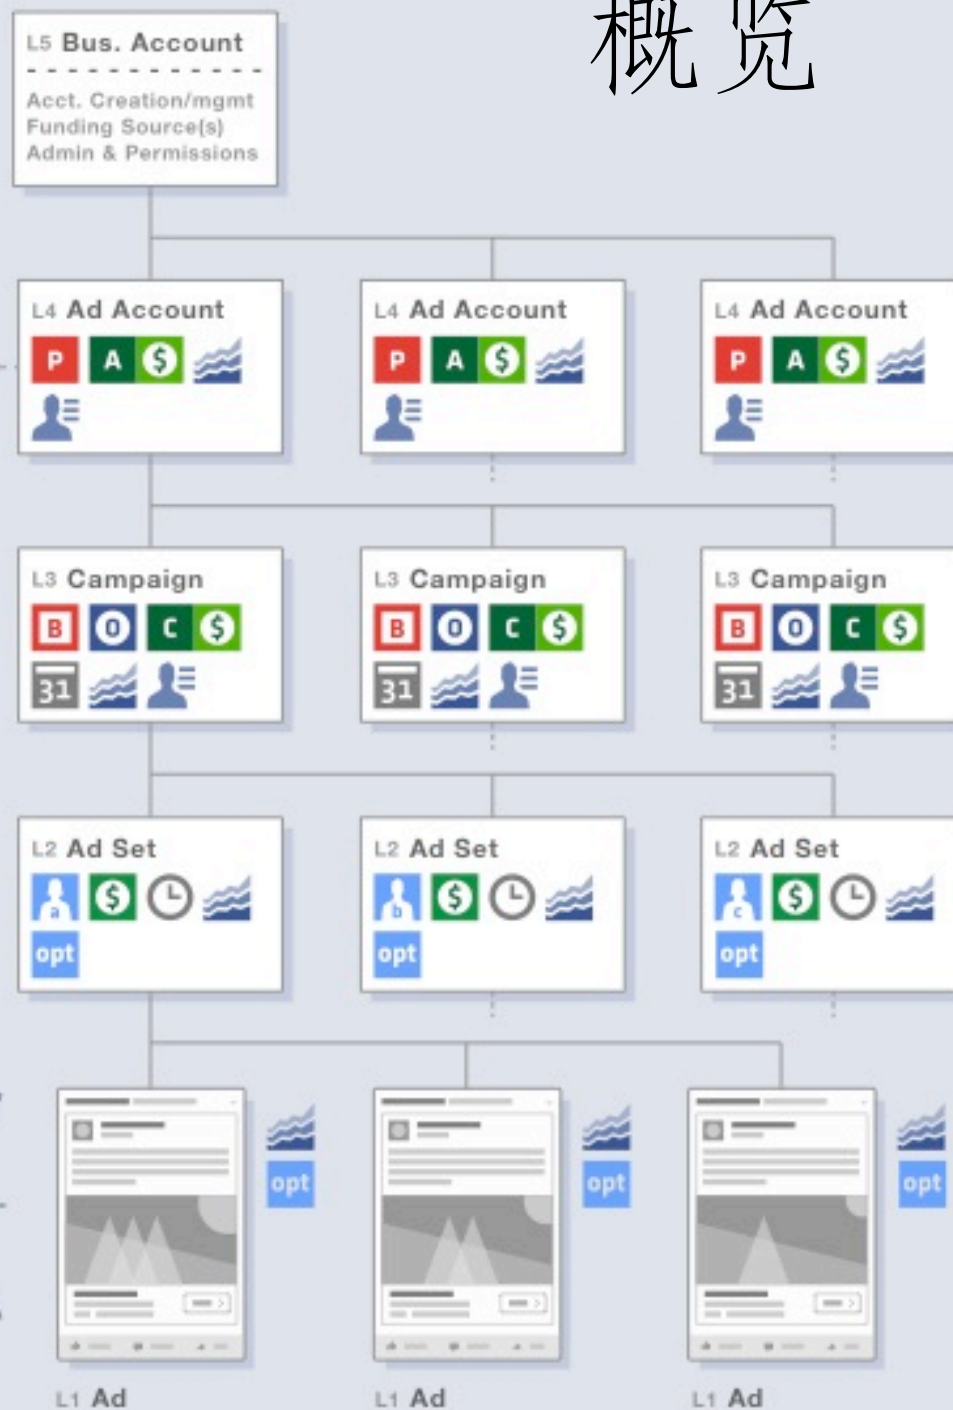 概览
L5 Bus. Account
Acct. Creation/mgmt
Funding Source(s)
Admin & Permissions
L4 Ad Account
P A $
L4 Ad Account
P A $
L4 Ad Account
P A $
L3 Campaign
B O C $
31
L3 Campaign
B O C $
31
L3 Campaign
B O C $
31
L2 Ad Set
a $
opt
L2 Ad Set
b $
opt
L2 Ad Set
c $
opt
opt
opt
opt
L1 Ad
L1 Ad
L1 Ad